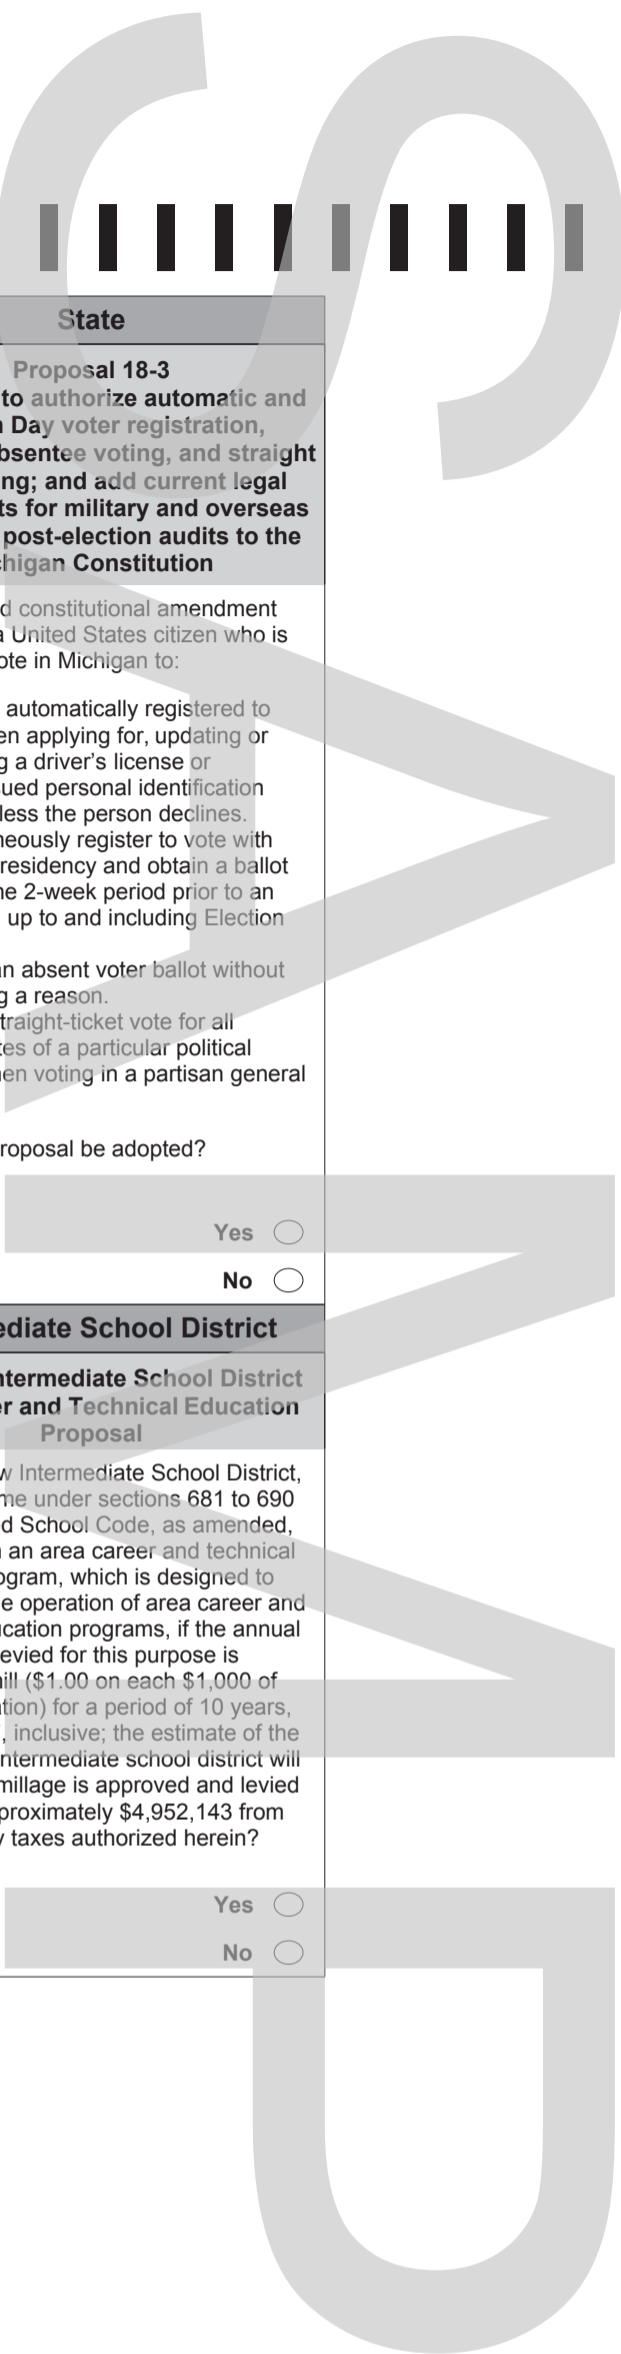 State
Proposal 18-3
to authorize automatic and
Day voter registration,
bsentee voting, and straight
ng; and add current legal
ts for military and overseas
post-election audits to the
higan Constitution
d constitutional amendment
a United States citizen who is
ote in Michigan to:
automatically registered to
en applying for, updating or
g a driver's license or
ued personal identification
less the person declines.
neously register to vote with
residency and obtain a ballot
ne 2-week period prior to an
up to and including Election
an absent voter ballot without
g a reason.
traight-ticket vote for all
tes of a particular political
en voting in a partisan general
roposal be adopted?
Yes
No
ediate School District
ntermediate School District
er and Technical Education
Proposal
w Intermediate School District,
me under sections 681 to 690
d School Code, as amended,
an area career and technical
ogram, which is designed to
e operation of area career and
ucation programs, if the annual
evied for this purpose is
ill ($1.00 on each $1,000 of
ation) for a period of 10 years,
, inclusive; the estimate of the
ntermediate school district will
millage is approved and levied
proximately $4,952,143 from
y taxes authorized herein?
Yes
No